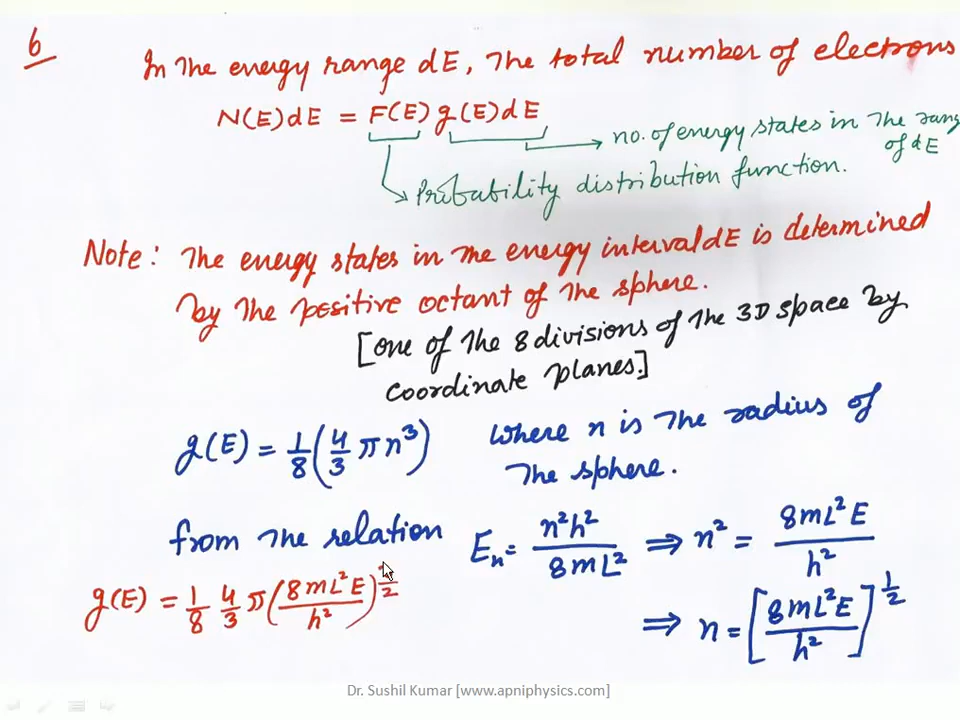 6
In The energy range dE, The total number of electrons
N(E)dE = F(E) g(E)dE
no. of energy states in The rang
of dE
Probability distribution function.
Note: The energy states in The energy interval dE is determined
by The positive octant of The sphere.
[one of The 8 divisions of The 3D space by
coordinate planes.]
g(E) = 1/8 (4/3 π n³) where n is The radius of
The sphere.
from The relation Eₙ = n²h²/8mL² ⇒ n² = 8mL²E/h²
g(E) = 1/8 4/3 π (8mL²E/h²)
⇒ n = [8mL²E/h²]^1/2
Dr. Sushil Kumar [www.apniphysics.com]